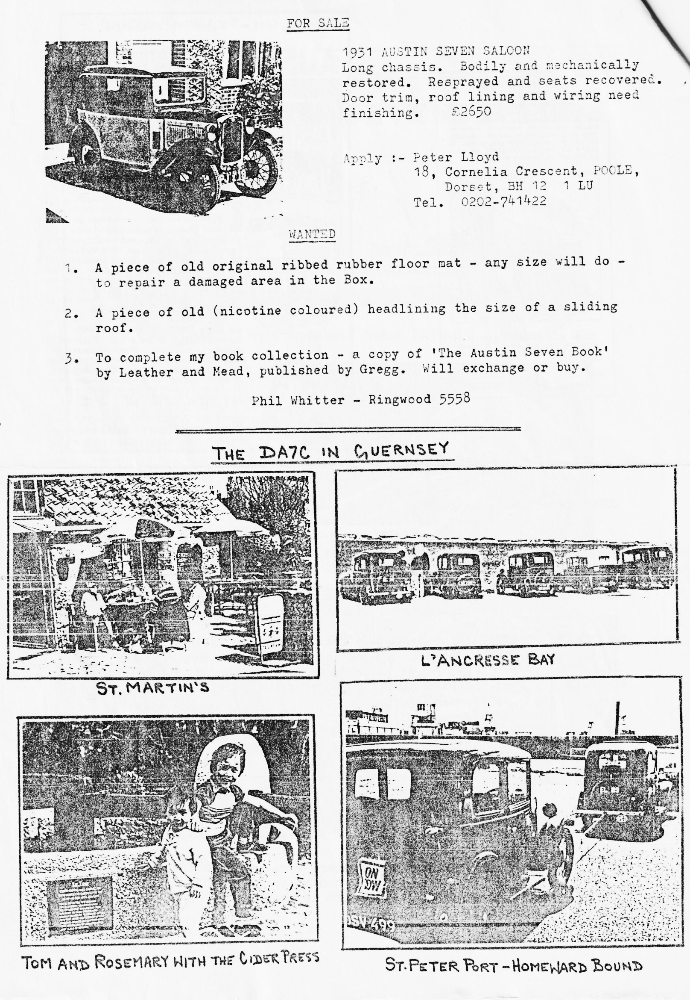 FOR SALE
1931 AUSTIN SEVEN SALOON
Long chassis.  Bodily and mechanically
restored.  Resprayed and seats recovered.
Door trim, roof lining and wiring need
finishing.    £2650
Apply :- Peter Lloyd
18, Cornelia Crescent, POOLE,
Dorset, BH 12  1 LU
Tel.  0202-741422
WANTED
1.  A piece of old original ribbed rubber floor mat - any size will do -
to repair a damaged area in the Box.
2.  A piece of old (nicotine coloured) headlining the size of a sliding
roof.
3.  To complete my book collection - a copy of 'The Austin Seven Book'
by Leather and Mead, published by Gregg.  Will exchange or buy.
Phil Whitter - Ringwood 5558
THE DA7C IN GUERNSEY
ST. MARTIN'S
L'ANCRESSE BAY
NO
SV 499
TOM AND ROSEMARY WITH THE CIDER PRESS
ST. PETER PORT - HOMEWARD BOUND